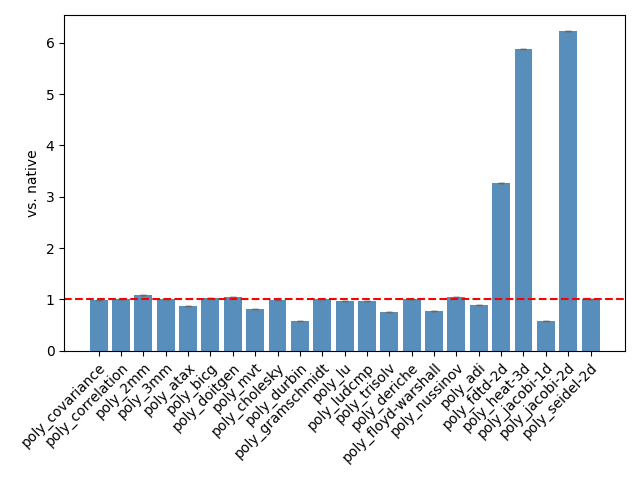 vs. native
6
5
4
3
2
1
0
poly_covariance
poly_correlation
poly_2mm
poly_3mm
poly_atax
poly_bicg
poly_doitgen
poly_mvt
poly_cholesky
poly_durbin
poly_gramschmidt
poly_lu
poly_ludcmp
poly_trisolv
poly_deriche
poly_floyd-warshall
poly_nussinov
poly_adi
poly_fdtd-2d
poly_heat-3d
poly_jacobi-1d
poly_jacobi-2d
poly_seidel-2d